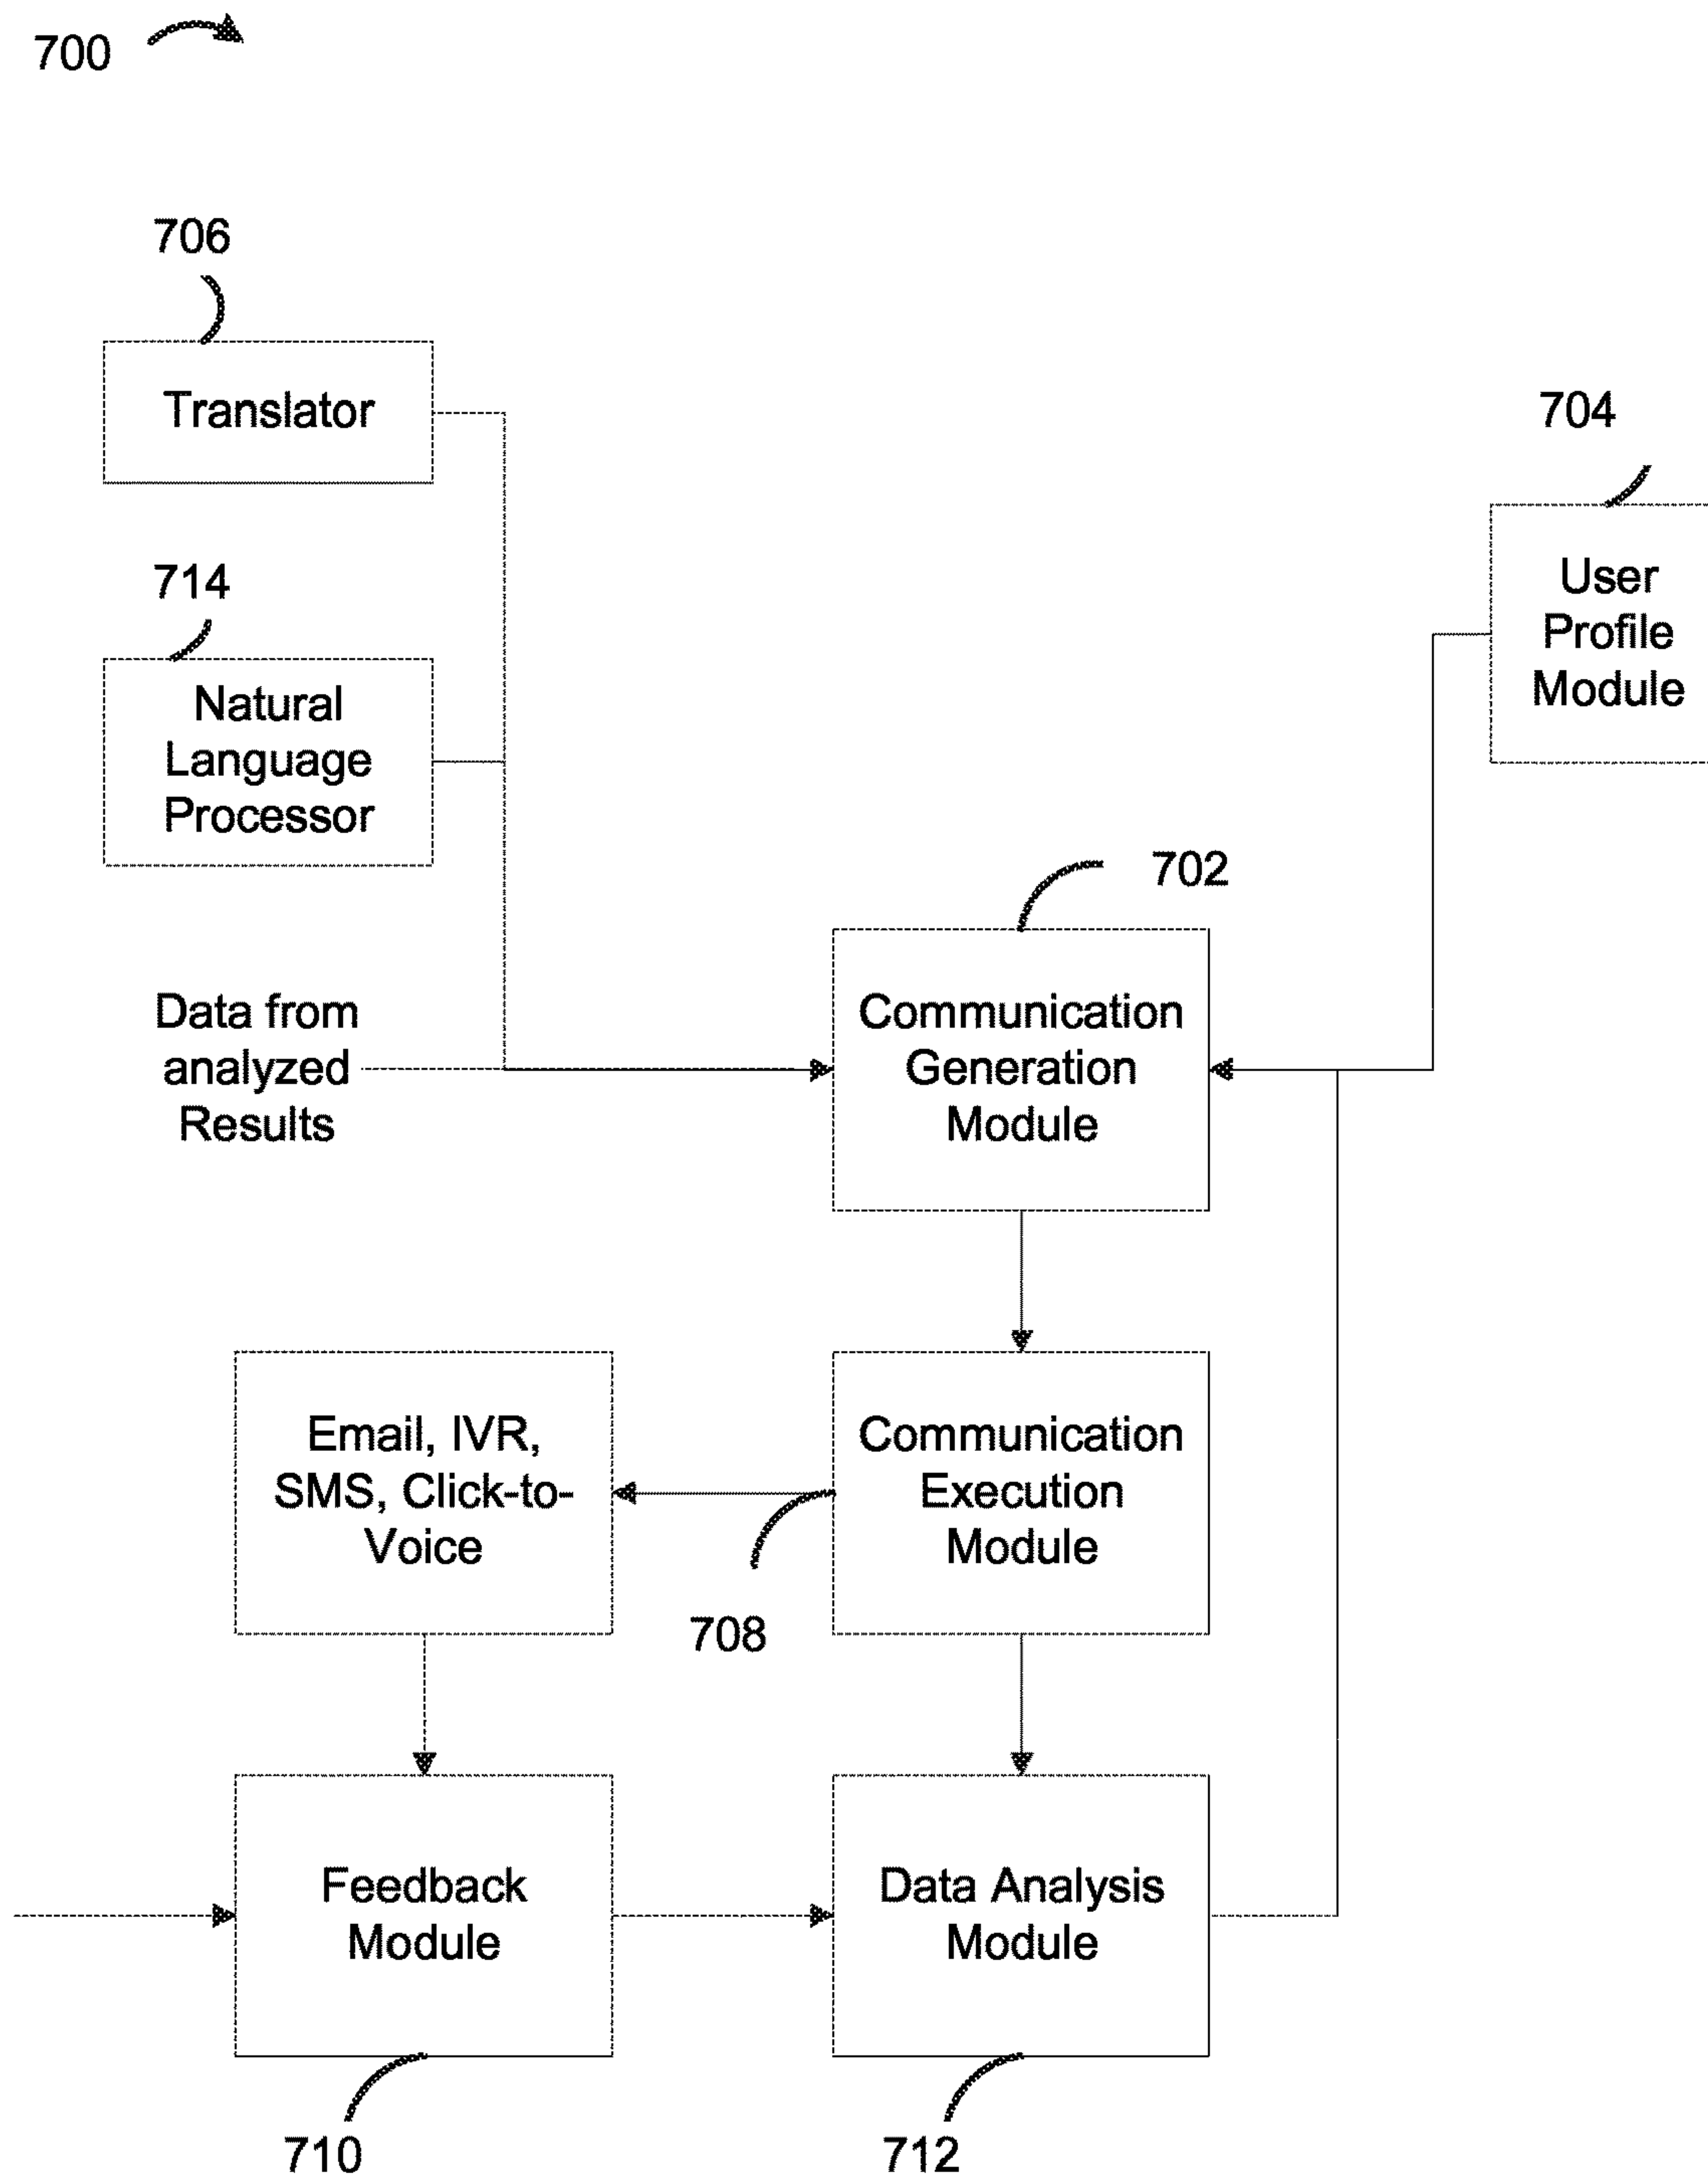 700
706
Translator
704
User
Profile
Module
714
Natural
Language
Processor
702
Data from
analyzed
Results
Communication
Generation
Module
Email, IVR,
SMS, Click-to-
Voice
Communication
Execution
Module
708
Feedback
Module
Data Analysis
Module
710
712